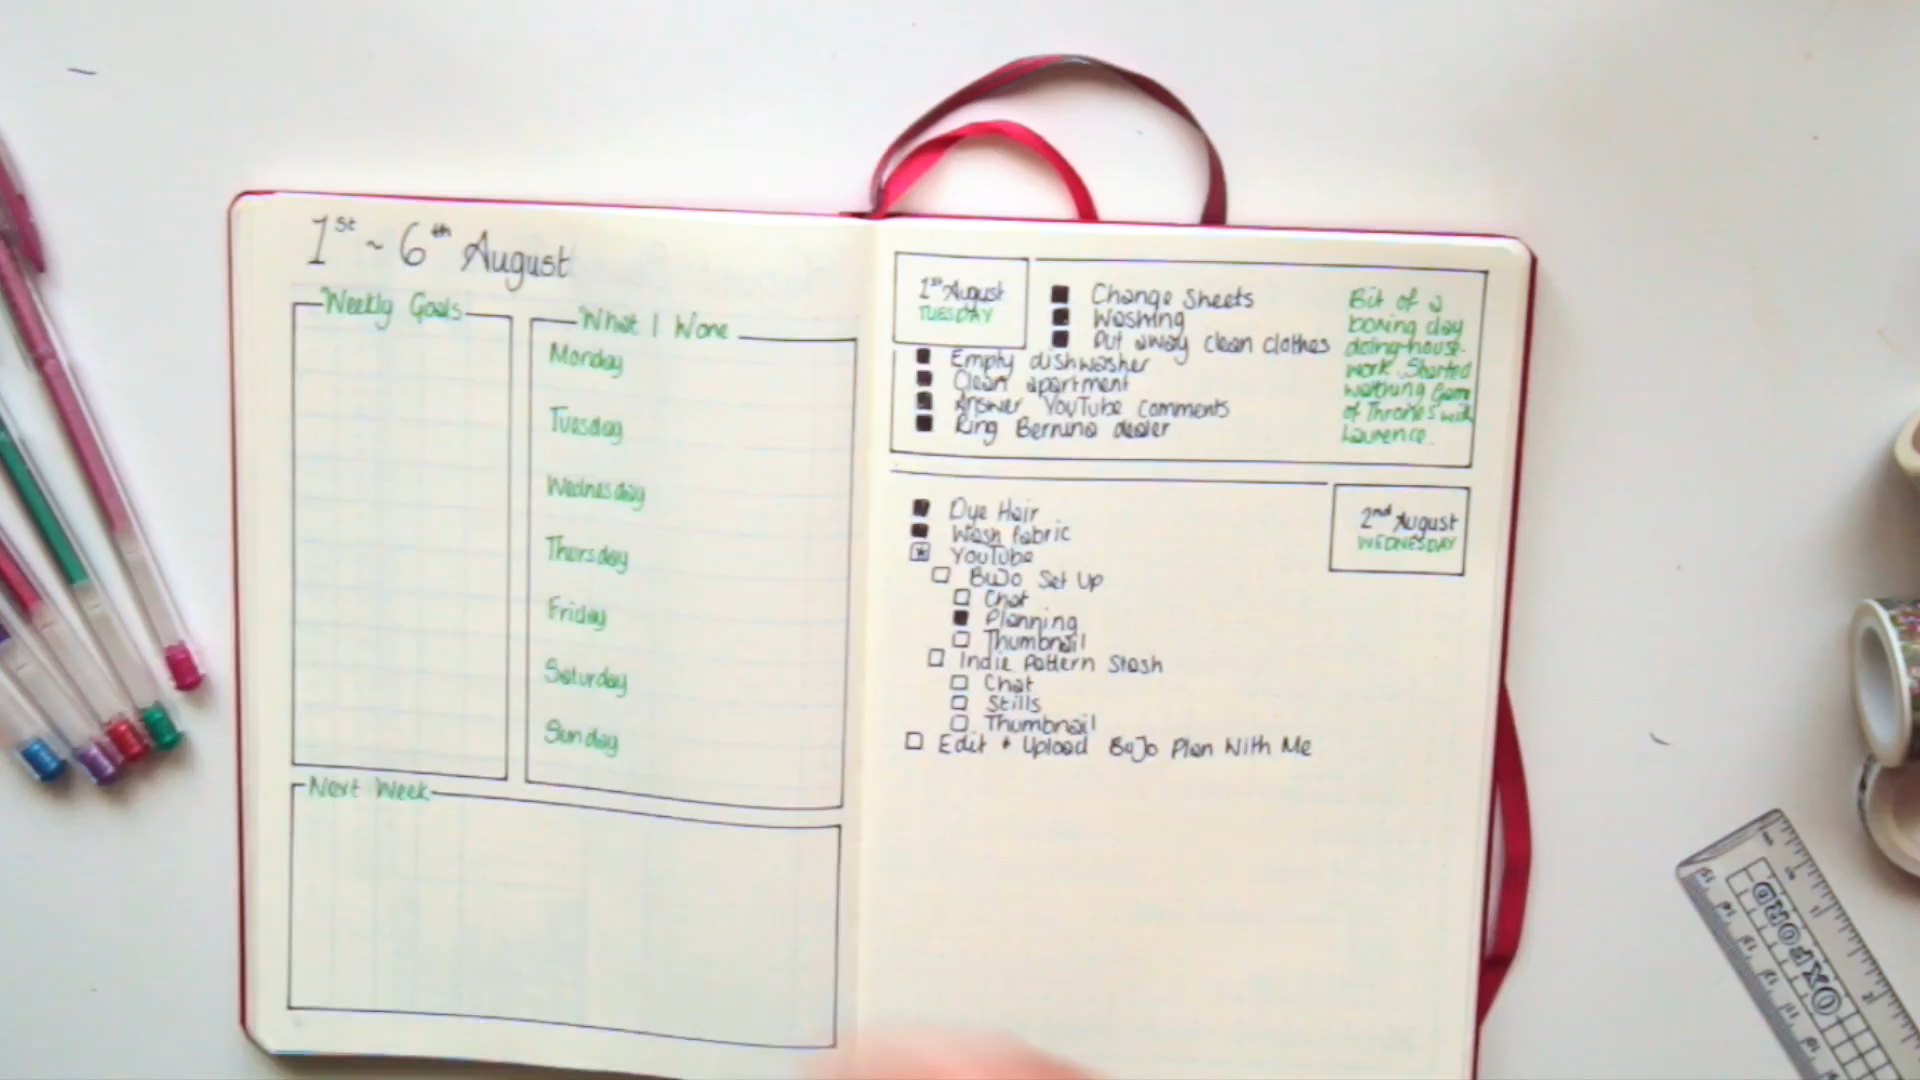 1st ~ 6th August
Weekly Goals
What I Wore
Monday
Tuesday
Wednesday
Thursday
Friday
Saturday
Sunday
Next Week
1st August
TUESDAY
Change Sheets
Washing
Put away clean clothes
Empty dishwasher
Clean apartment
Answer YouTube Comments
Ring Bernina dealer
Bit of a
boring day
doing house-
work. Started
watching Game
of Thrones with
Laurence.
2nd August
WEDNESDAY
Dye Hair
Wash fabric
YouTube
BuJo Set Up
Chat
Planning
Thumbnail
Indie Pattern Stash
Chat
Stills
Thumbnail
Edit + Upload BuJo Plan With Me
OXFORD